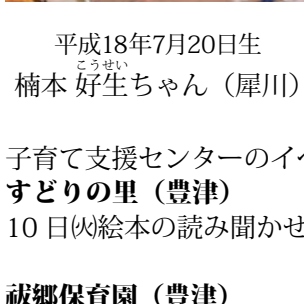 平成18年7月20日生
こうせい
楠本 好生ちゃん（犀川）
子育て支援センターのイベ
すどりの里（豊津）
10 日㈫絵本の読み聞かせ
祓郷保育園（豊津）